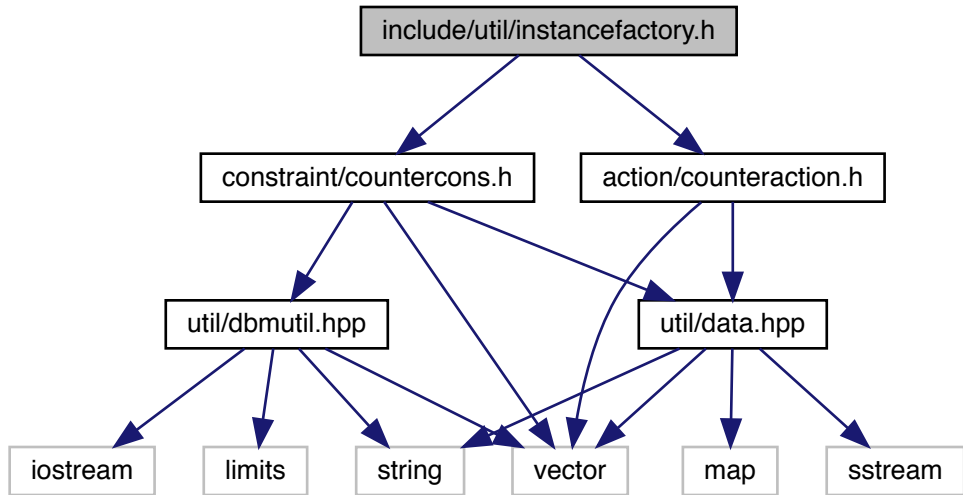 include/util/instancefactory.h
constraint/countercons.h
action/counteraction.h
util/dbmutil.hpp
util/data.hpp
iostream
limits
string
vector
map
sstream